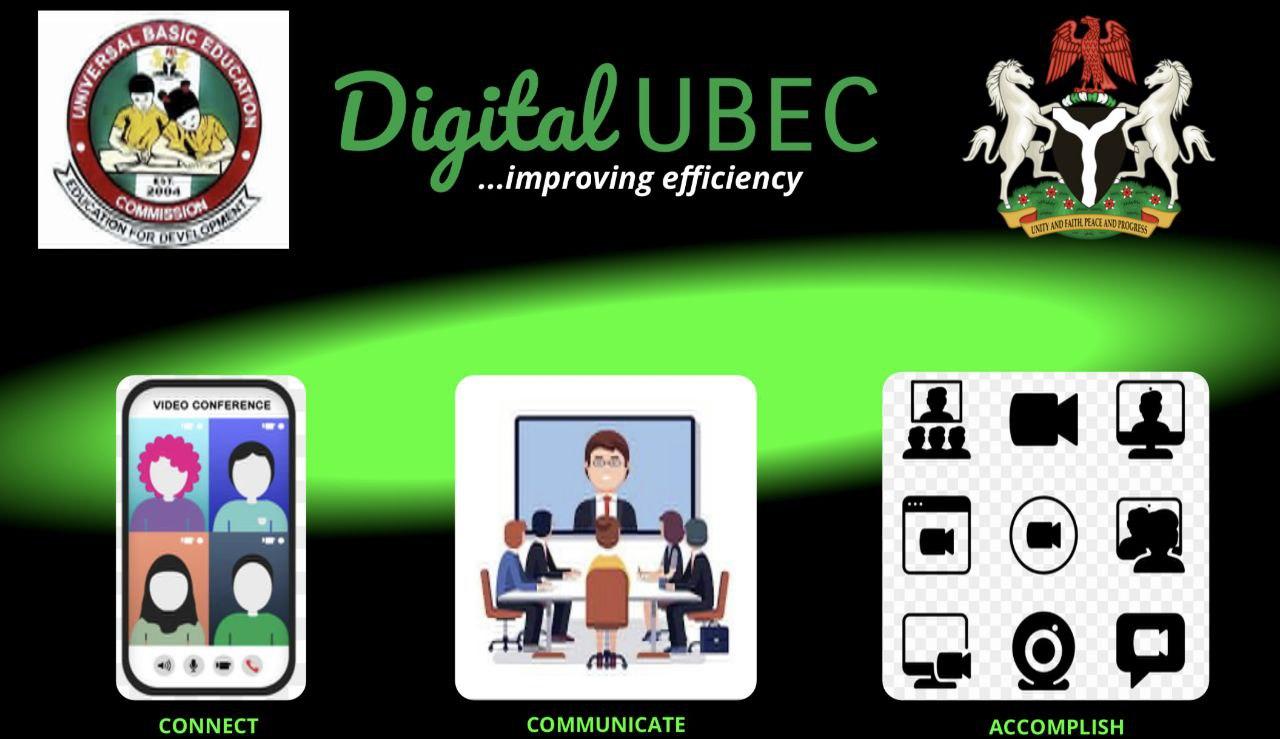 UNIVERSAL BASIC EDUCATION
COMMISSION
EST.
2004
EDUCATION FOR DEVELOPMENT
Digital UBEC
...improving efficiency
UNITY AND FAITH, PEACE AND PROGRESS
VIDEO CONFERENCE
CONNECT
COMMUNICATE
ACCOMPLISH